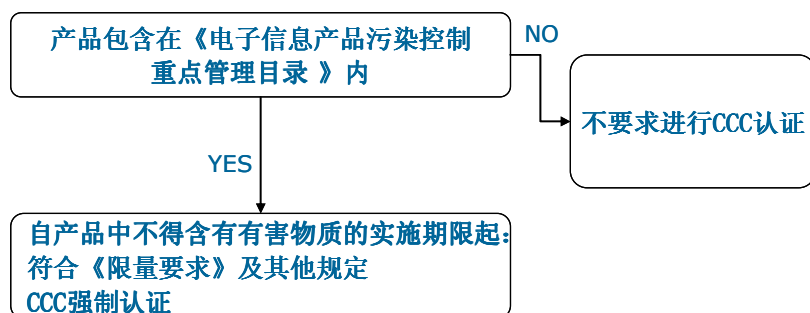 产品包含在《电子信息产品污染控制
重点管理目录 》内
NO
不要求进行CCC认证
YES
自产品中不得含有有害物质的实施期限起：
符合《限量要求》及其他规定
CCC强制认证